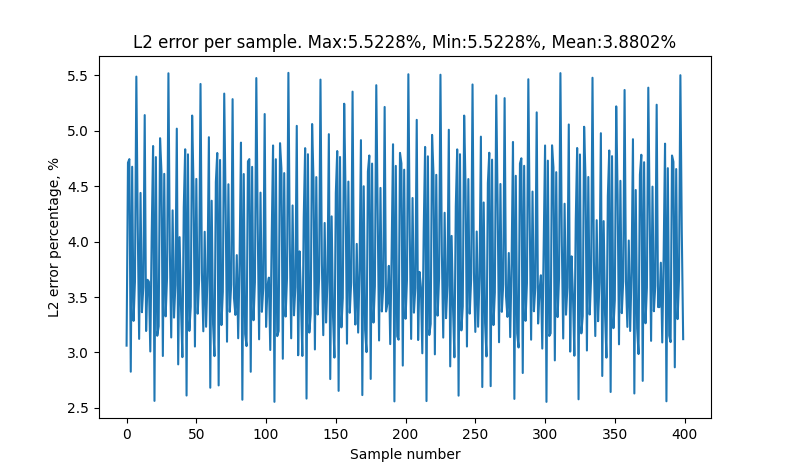 L2 error per sample. Max:5.5228%, Min:5.5228%, Mean:3.8802%
L2 error percentage, %
5.5
5.0
4.5
4.0
3.5
3.0
2.5
0 50 100 150 200 250 300 350 400
Sample number